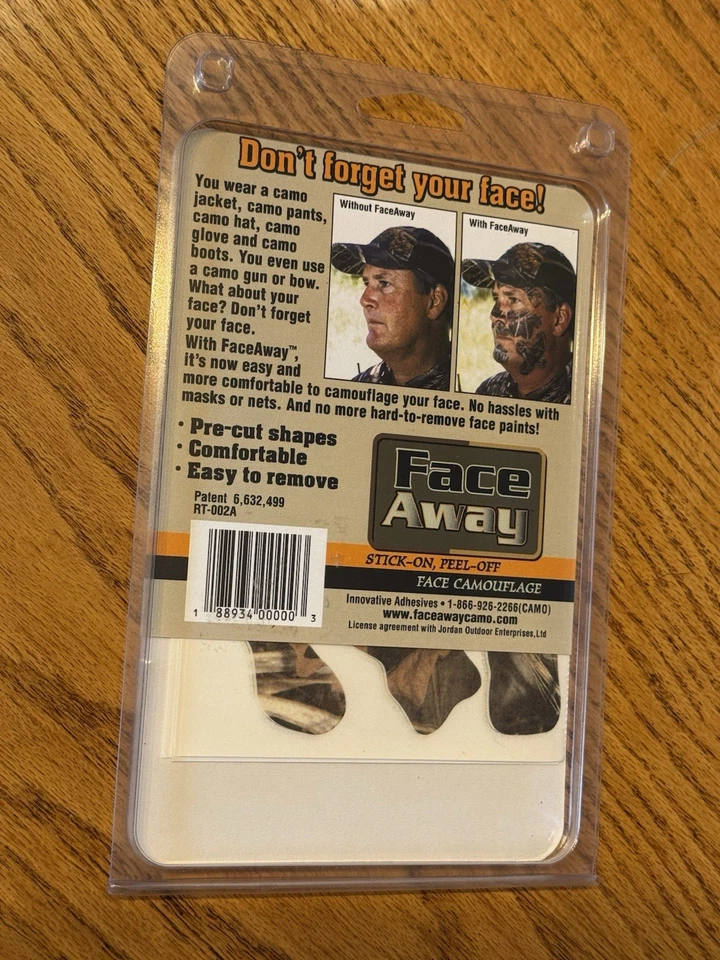 Don't forget your face!
You wear a camo
jacket, camo pants,
camo hat, camo
glove and camo
boots. You even use
a camo gun or bow.
What about your
face? Don't forget
your face.
With FaceAway™,
it's now easy and
more comfortable to camouflage your face. No hassles with
masks or nets. And no more hard-to-remove face paints!
Without FaceAway
With FaceAway
• Pre-cut shapes
• Comfortable
• Easy to remove
Patent 6,632,499
RT-002A
Face
Away
STICK-ON, PEEL-OFF
FACE CAMOUFLAGE
1 88934 00000 3
Innovative Adhesives • 1-866-926-2266(CAMO)
www.faceawaycamo.com
License agreement with Jordan Outdoor Enterprises,Ltd